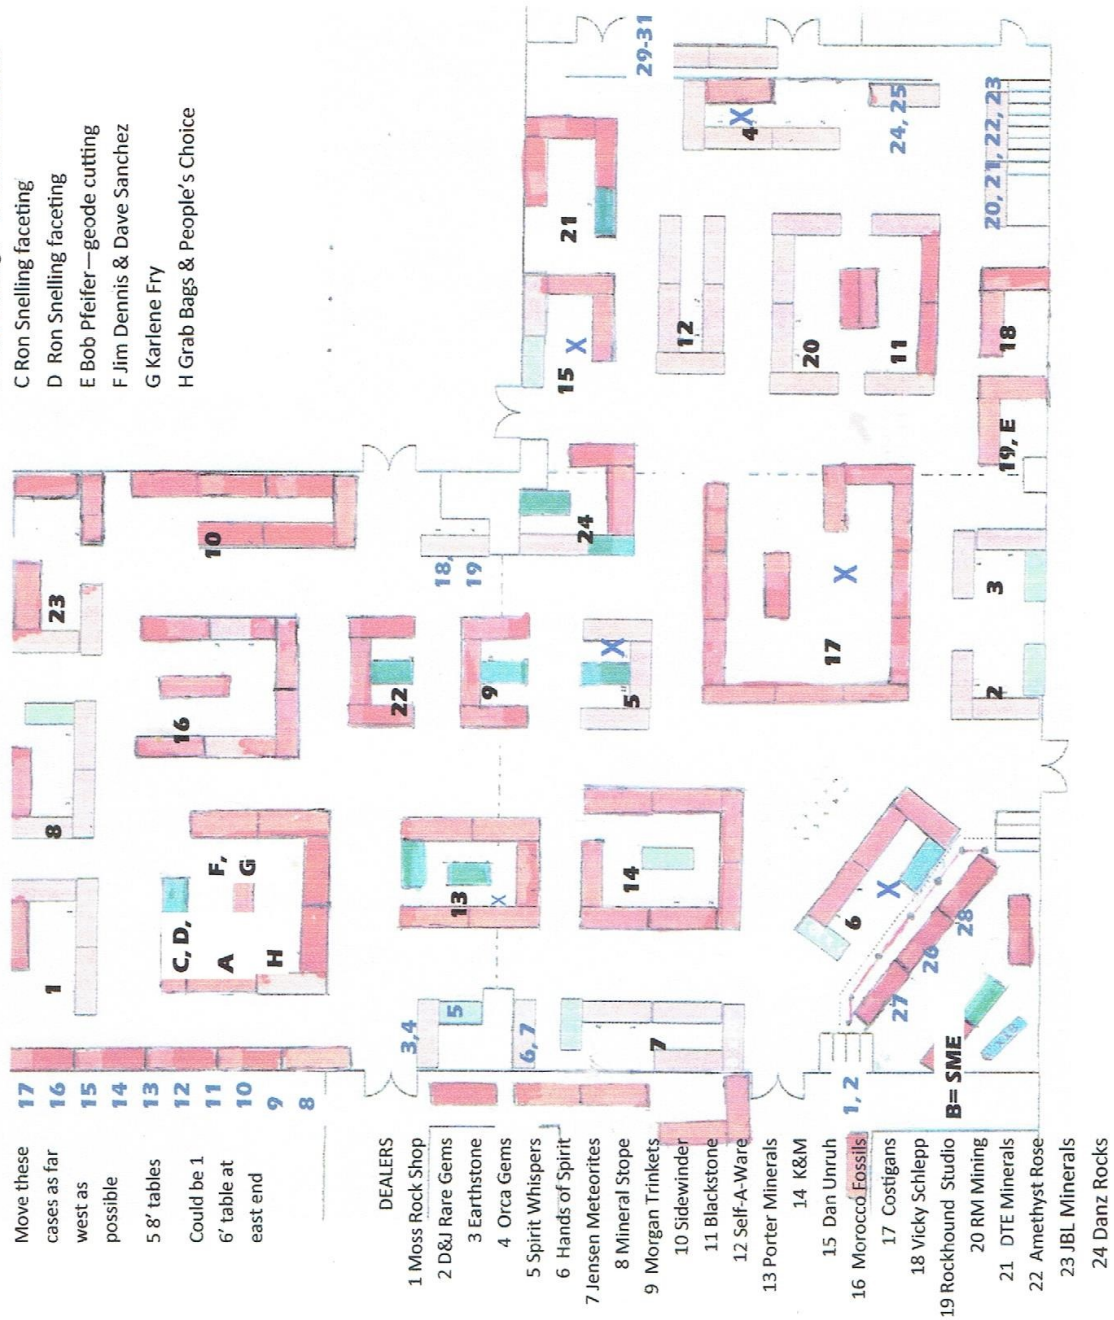 C Ron Snelling faceting
D Ron Snelling faceting
E Bob Pfeifer—geode cutting
F Jim Dennis & Dave Sanchez
G Karlene Fry
H Grab Bags & People's Choice
29-31
4
X
24, 25
20, 21, 22, 23
21
15
X
12
20
11
18
19, E
10
23
18,
19
24
16
22
9
5
X
17
X
3
2
8
1
C, D,
F,
G
A
H
13
X
14
6
X
3,4
5
6, 7
7
26
28
27
B= SME
1, 2
17
16
15
14
13
12
11
10
9
8
Move these
cases as far
west as
possible
5 8' tables
Could be 1
6' table at
east end
DEALERS
1 Moss Rock Shop
2 D&J Rare Gems
3 Earthstone
4 Orca Gems
5 Spirit Whispers
6 Hands of Spirit
7 Jensen Meteorites
8 Mineral Stope
9 Morgan Trinkets
10 Sidewinder
11 Blackstone
12 Self-A-Ware
13 Porter Minerals
14 K&M
15 Dan Unruh
16 Morocco Fossils
17 Costigans
18 Vicky Schlepp
19 Rockhound Studio
20 RM Mining
21 DTE Minerals
22 Amethyst Rose
23 JBL Minerals
24 Danz Rocks